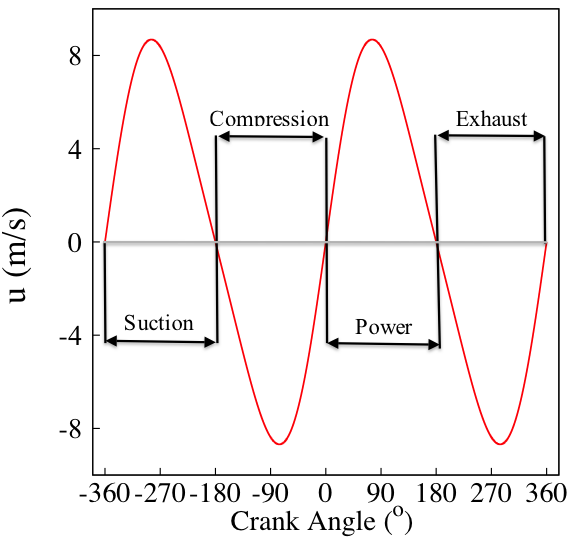 8
Compression
Exhaust
4
0
u (m/s)
Suction
Power
-4
-8
-360 -270 -180 -90 0 90 180 270 360
Crank Angle (o)